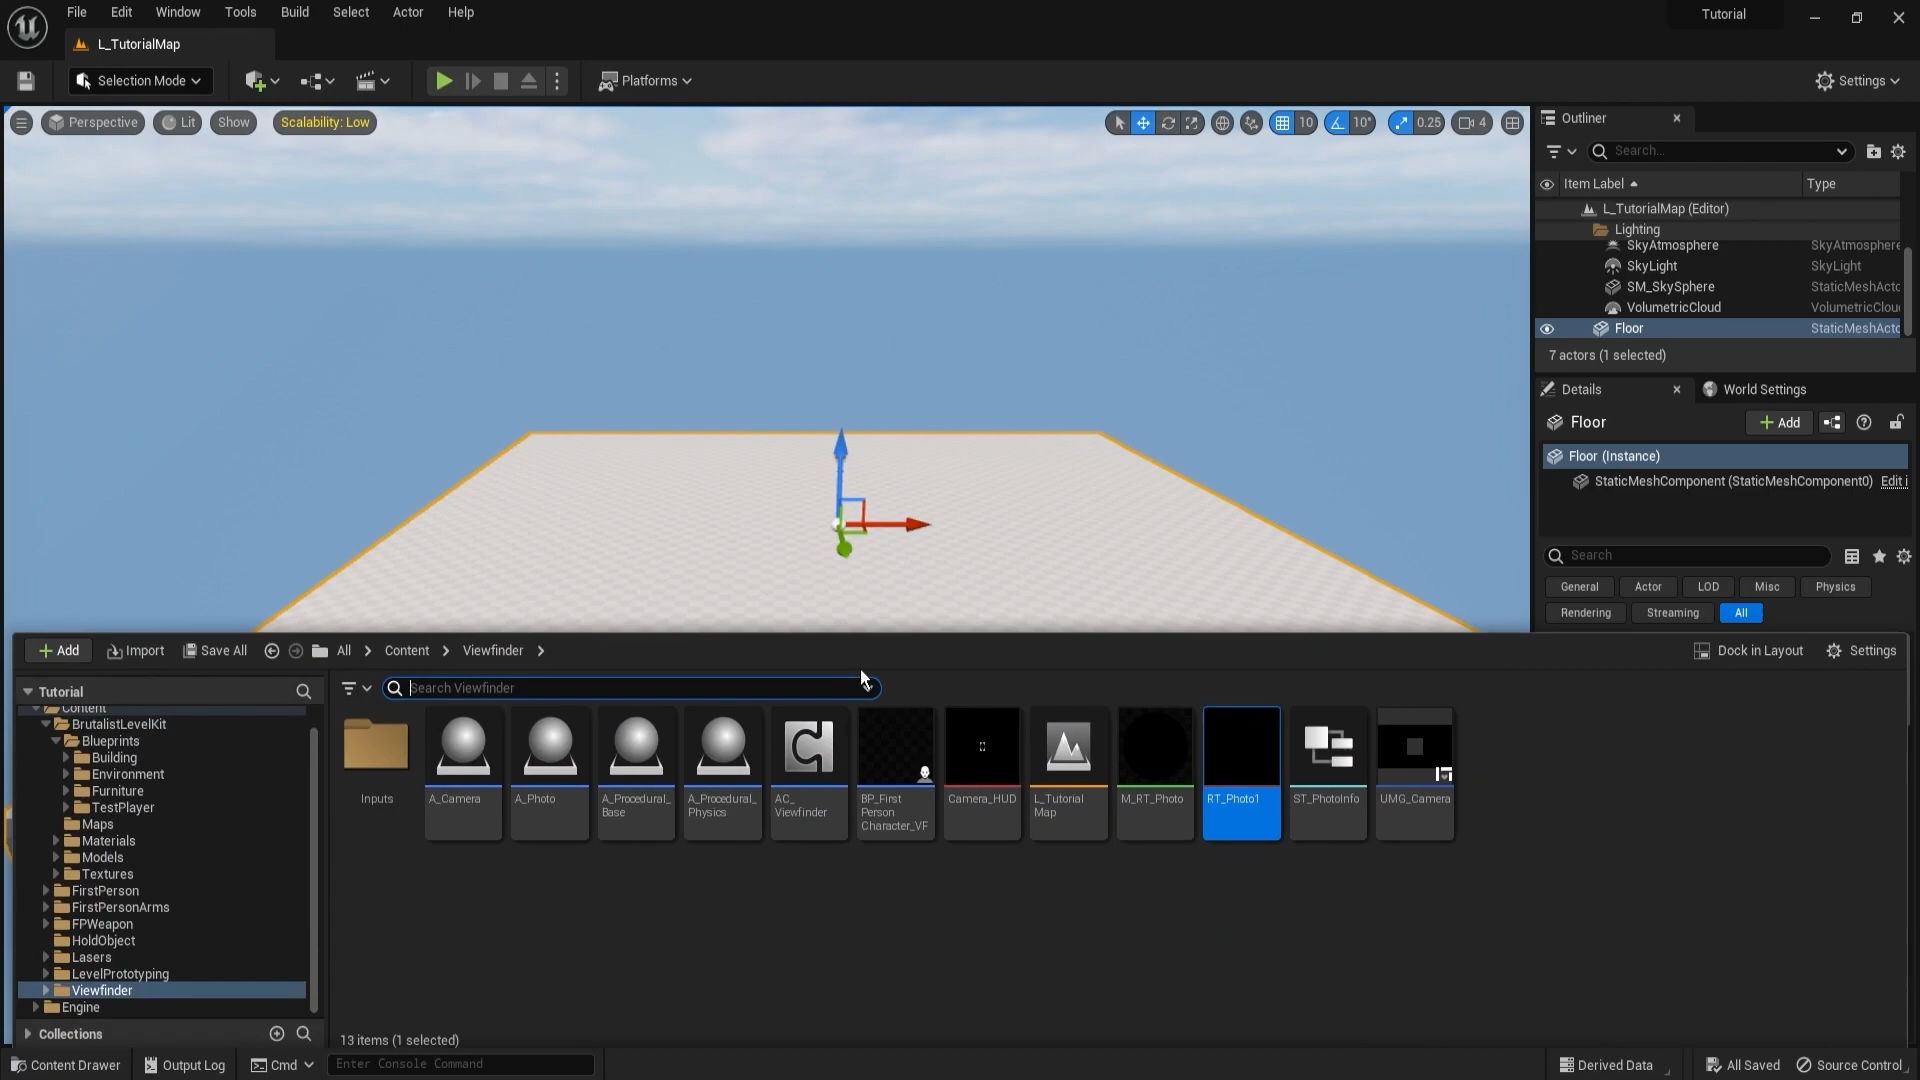 File Edit Window Tools Build Select Actor Help
Tutorial
L_TutorialMap
Selection Mode
Platforms
Settings
Perspective Lit Show Scalability: Low
10 10° 0.25 4
Outliner
Search...
Item Label Type
L_TutorialMap (Editor)
Lighting
SkyAtmosphere SkyAtmosphere
SkyLight SkyLight
SM_SkySphere StaticMeshActo
VolumetricCloud VolumetricClou
Floor StaticMeshActo
7 actors (1 selected)
Details World Settings
Floor Add
Floor (Instance)
StaticMeshComponent (StaticMeshComponent0) Edit i
Search
General Actor LOD Misc Physics
Rendering Streaming All
Add Import Save All All Content Viewfinder
Dock in Layout Settings
Tutorial
Content
BrutalistLevelKit
Blueprints
Building
Environment
Furniture
TestPlayer
Maps
Materials
Models
Textures
FirstPerson
FirstPersonArms
FPWeapon
HoldObject
Lasers
LevelPrototyping
Viewfinder
Engine
Collections
Search Viewfinder
Inputs
A_Camera
A_Photo
A_Procedural_
Base
A_Procedural_
Physics
AC_
Viewfinder
BP_First
Person
Character_VF
Camera_HUD
L_Tutorial
Map
M_RT_Photo
RT_Photo1
ST_PhotoInfo
UMG_Camera
13 items (1 selected)
Content Drawer Output Log Cmd Enter Console Command
Derived Data All Saved Source Control